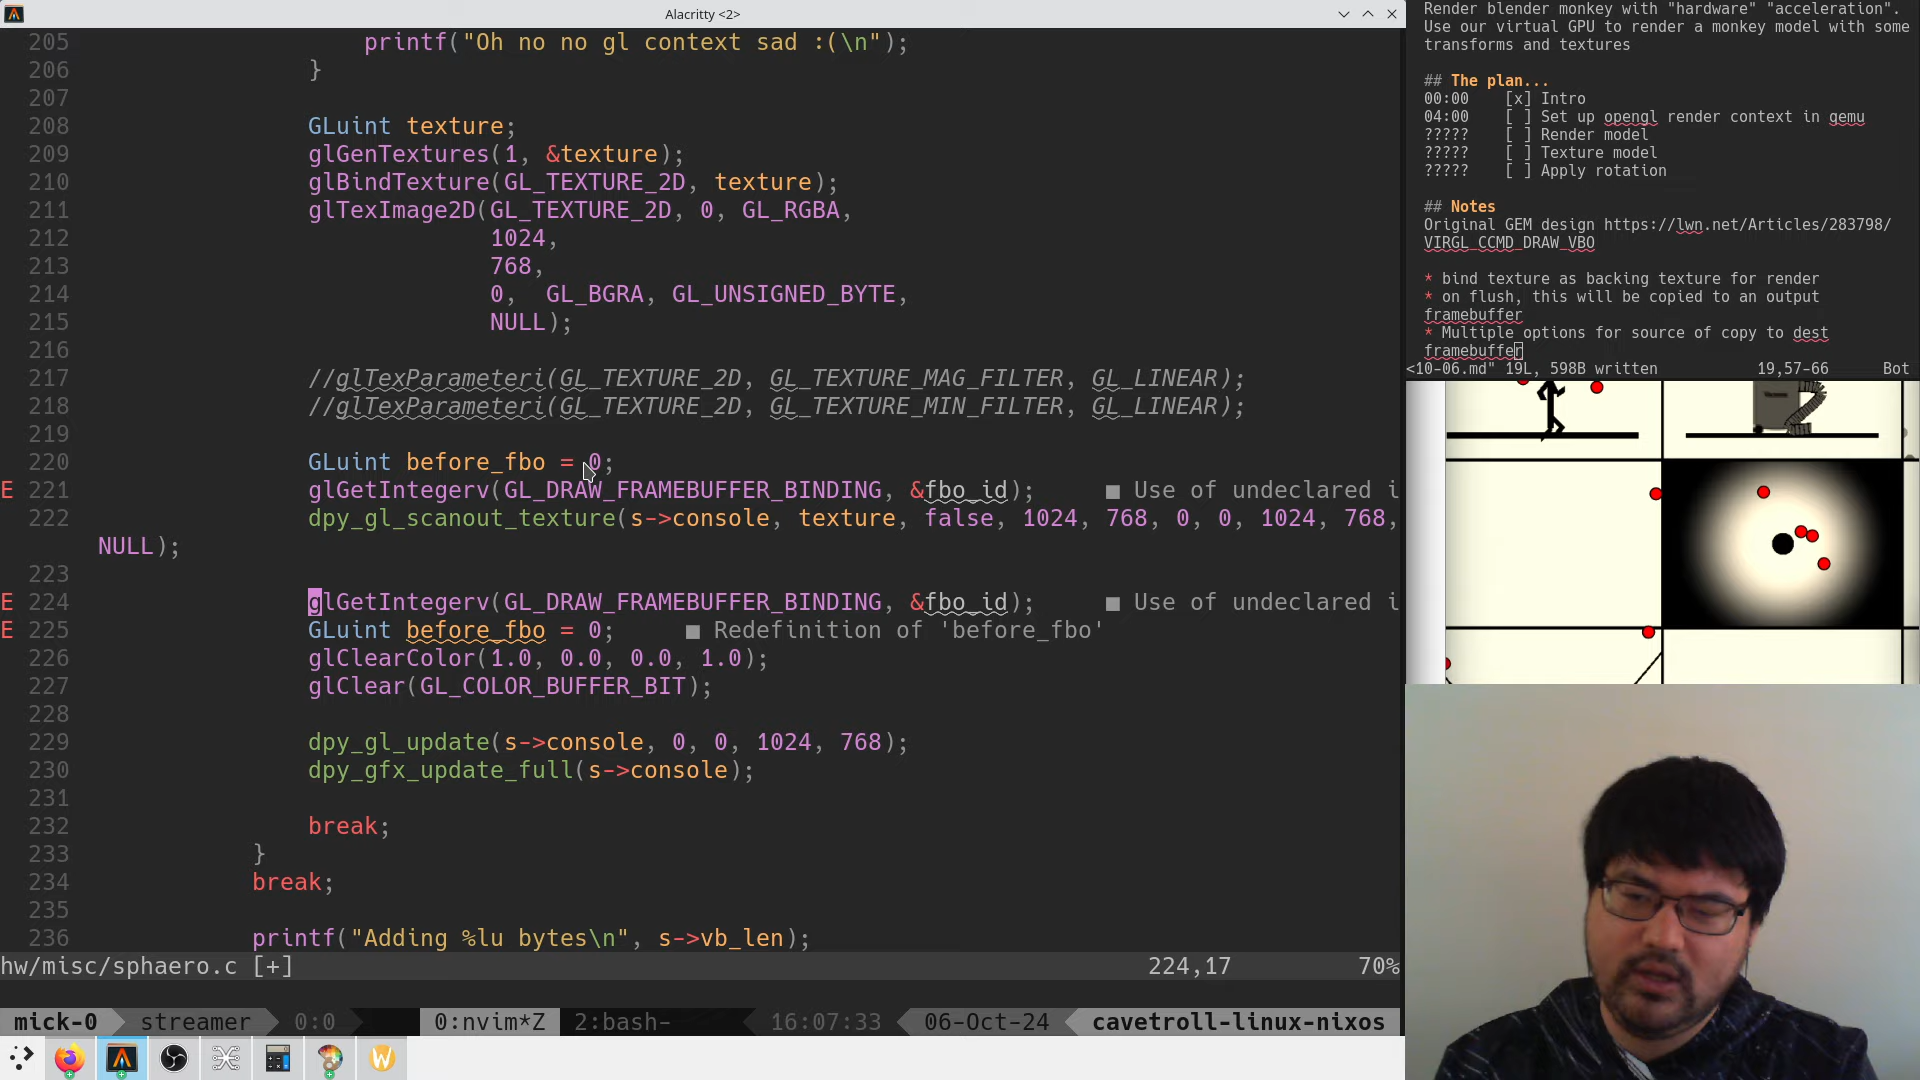 Alacritty <2>
205 printf("Oh no no gl context sad :(\n");
206 }
207
208 GLuint texture;
209 glGenTextures(1, &texture);
210 glBindTexture(GL_TEXTURE_2D, texture);
211 glTexImage2D(GL_TEXTURE_2D, 0, GL_RGBA,
212 1024,
213 768,
214 0, GL_BGRA, GL_UNSIGNED_BYTE,
215 NULL);
216
217 //glTexParameteri(GL_TEXTURE_2D, GL_TEXTURE_MAG_FILTER, GL_LINEAR);
218 //glTexParameteri(GL_TEXTURE_2D, GL_TEXTURE_MIN_FILTER, GL_LINEAR);
219
220 GLuint before_fbo = 0;
E 221 glGetIntegerv(GL_DRAW_FRAMEBUFFER_BINDING, &fbo_id); ■ Use of undeclared i
222 dpy_gl_scanout_texture(s->console, texture, false, 1024, 768, 0, 0, 1024, 768,
NULL);
223
E 224 glGetIntegerv(GL_DRAW_FRAMEBUFFER_BINDING, &fbo_id); ■ Use of undeclared i
E 225 GLuint before_fbo = 0; ■ Redefinition of 'before_fbo'
226 glClearColor(1.0, 0.0, 0.0, 1.0);
227 glClear(GL_COLOR_BUFFER_BIT);
228
229 dpy_gl_update(s->console, 0, 0, 1024, 768);
230 dpy_gfx_update_full(s->console);
231
232 break;
233 }
234 break;
235
236 printf("Adding %lu bytes\n", s->vb_len);
hw/misc/sphaero.c [+] 224,17 70%
mick-0 streamer 0:0 0:nvim*Z 2:bash- 16:07:33 06-Oct-24 cavetroll-linux-nixos
Render blender monkey with "hardware" "acceleration".
Use our virtual GPU to render a monkey model with some
transforms and textures
## The plan...
00:00 [x] Intro
04:00 [ ] Set up opengl render context in qemu
????? [ ] Render model
????? [ ] Texture model
????? [ ] Apply rotation
## Notes
Original GEM design https://lwn.net/Articles/283798/
VIRGL_CCMD_DRAW_VBO
* bind texture as backing texture for render
* on flush, this will be copied to an output
framebuffer
* Multiple options for source of copy to dest
framebuffer
<10-06.md" 19L, 598B written 19,57-66 Bot
W